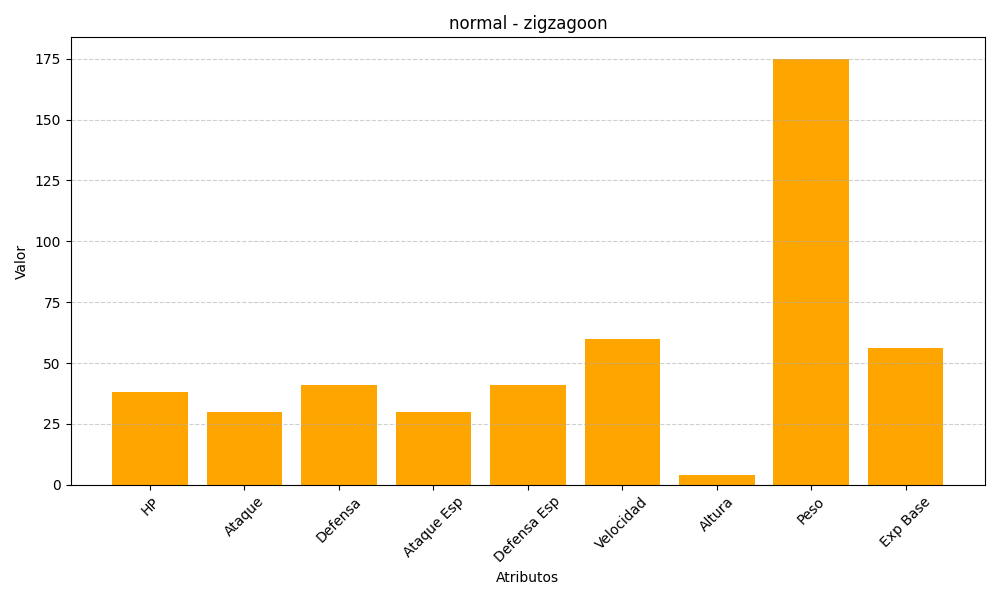 normal - zigzagoon
Valor
175
150
125
100
75
50
25
0
HP
Ataque
Defensa
Ataque Esp
Defensa Esp
Velocidad
Altura
Peso
Exp Base
Atributos